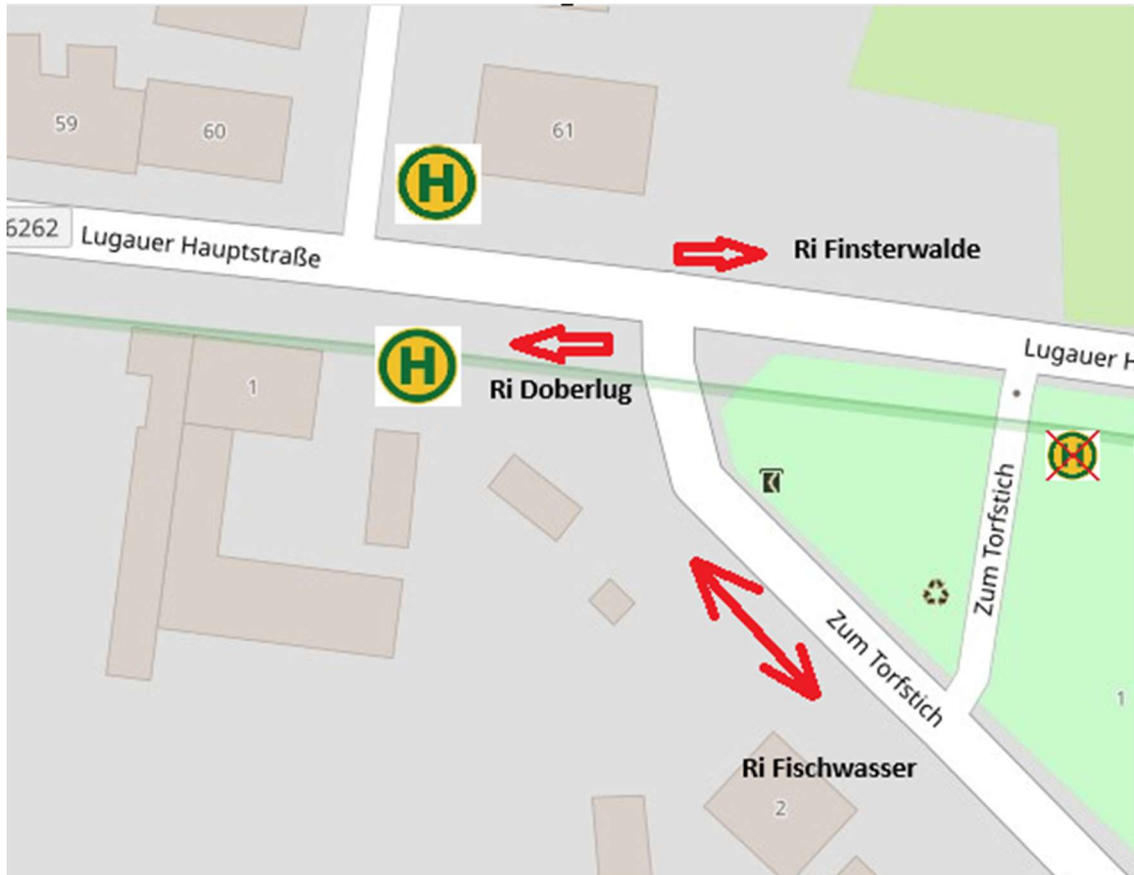 59
60
61
H
6262
Lugauer Hauptstraße
Ri Finsterwalde
Lugauer H
H
Ri Doberlug
1
H
Zum Torfstich
Zum Torfstich
1
Ri Fischwasser
2